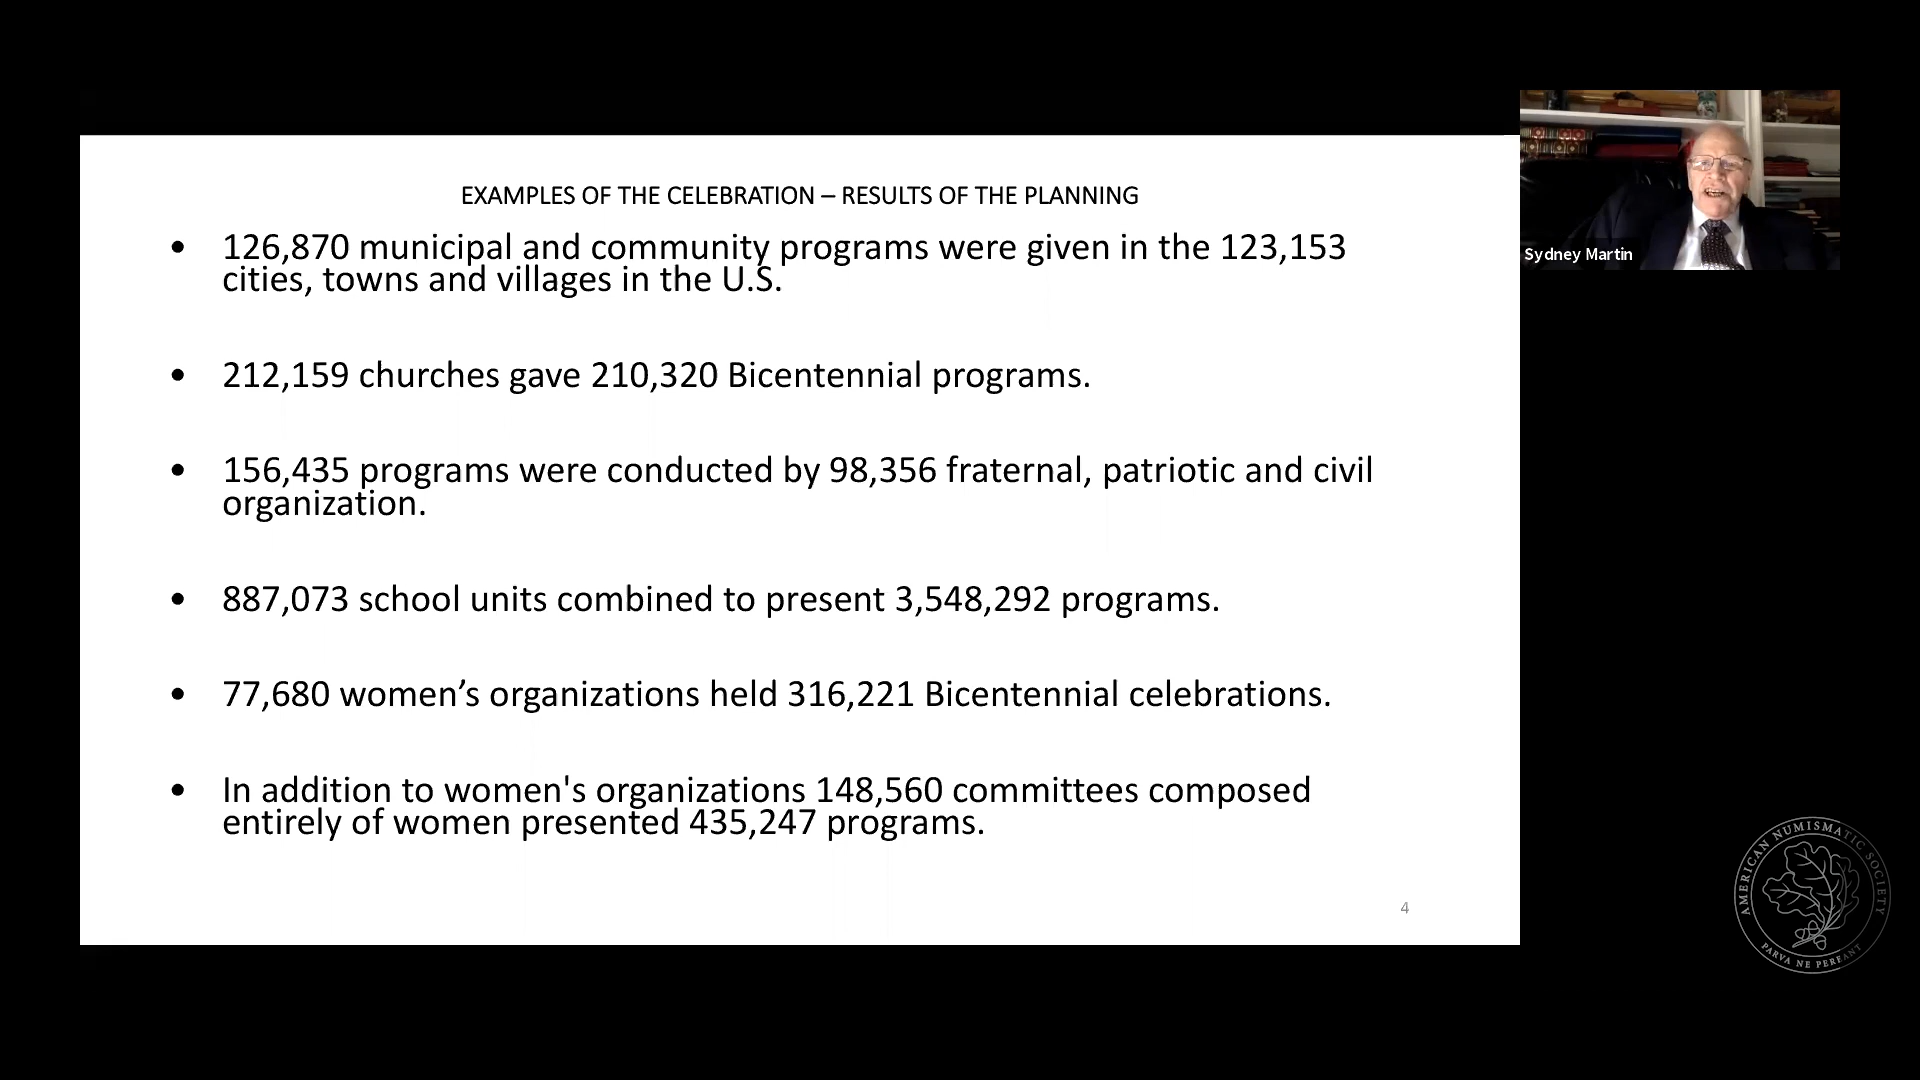 EXAMPLES OF THE CELEBRATION – RESULTS OF THE PLANNING
• 126,870 municipal and community programs were given in the 123,153
cities, towns and villages in the U.S.
• 212,159 churches gave 210,320 Bicentennial programs.
• 156,435 programs were conducted by 98,356 fraternal, patriotic and civil
organization.
• 887,073 school units combined to present 3,548,292 programs.
• 77,680 women’s organizations held 316,221 Bicentennial celebrations.
• In addition to women's organizations 148,560 committees composed
entirely of women presented 435,247 programs.
4
Sydney Martin
AMERICAN NUMISMATIC SOCIETY
PARVA NE PEREANT